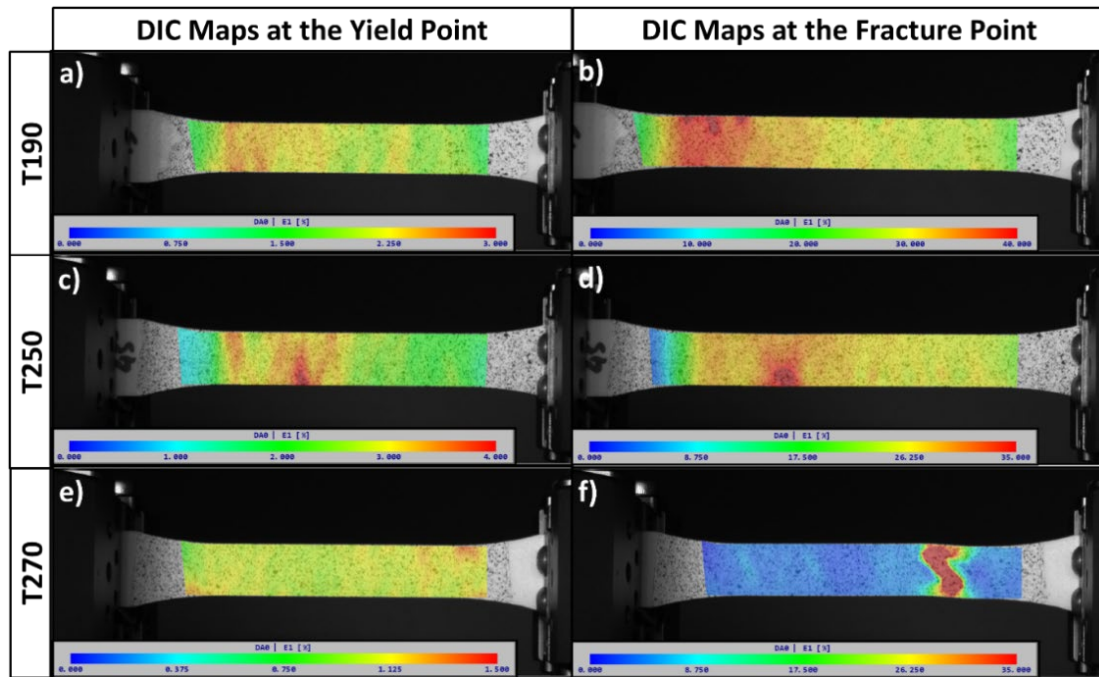 DIC Maps at the Yield Point
DIC Maps at the Fracture Point
T190
a)
DA0 | E1 [%]
0.000 0.750 1.500 2.250 3.000
b)
DA0 | E1 [%]
0.000 10.000 20.000 30.000 40.000
T250
c)
DA0 | E1 [%]
0.000 1.000 2.000 3.000 4.000
d)
DA0 | E1 [%]
0.000 8.750 17.500 26.250 35.000
T270
e)
DA0 | E1 [%]
0.000 0.375 0.750 1.125 1.500
f)
DA0 | E1 [%]
0.000 8.750 17.500 26.250 35.000